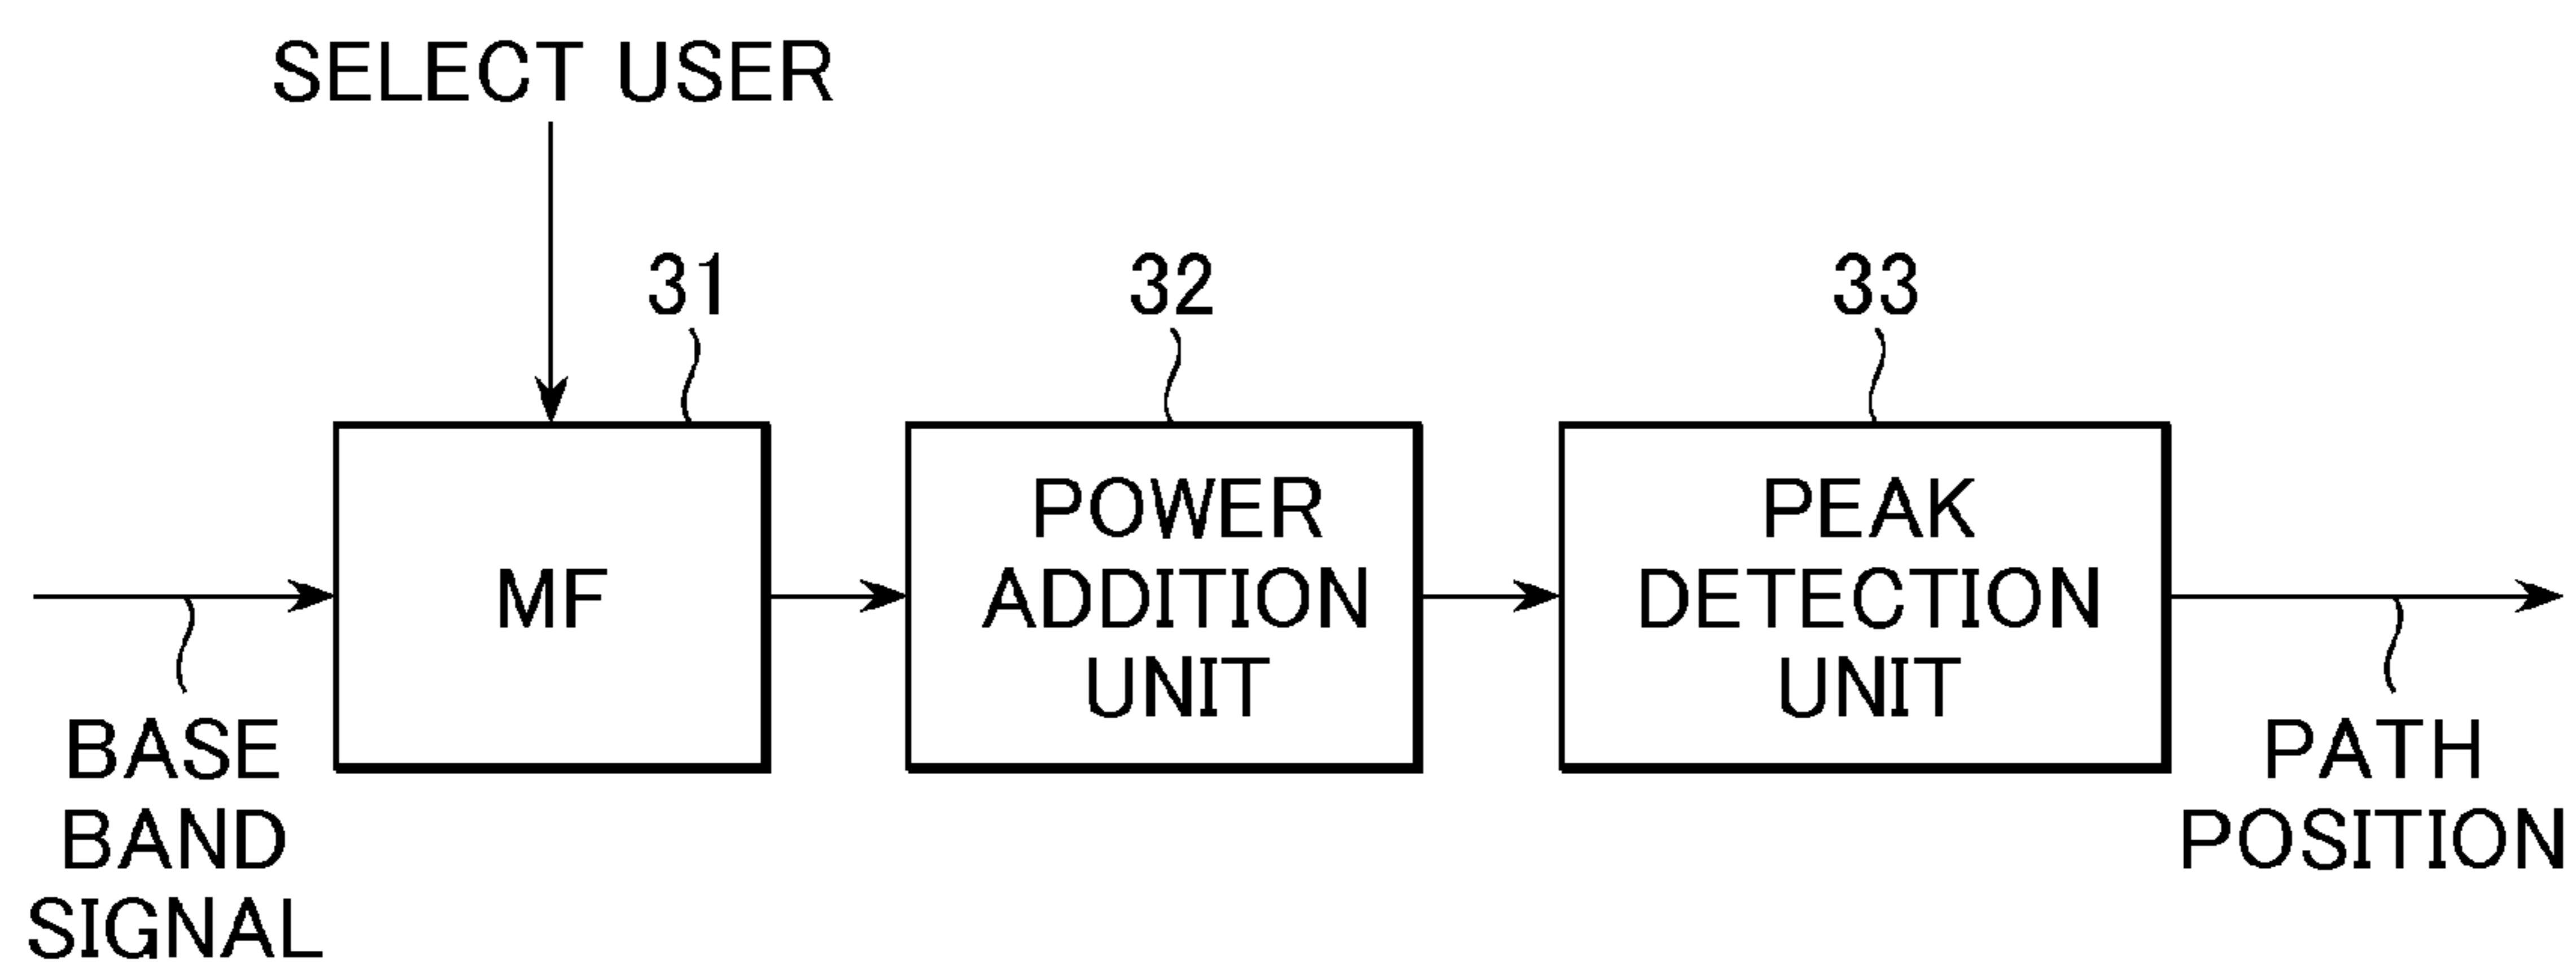 SELECT USER
31
32
33
MF
POWER
ADDITION
UNIT
PEAK
DETECTION
UNIT
BASE
BAND
SIGNAL
PATH
POSITION